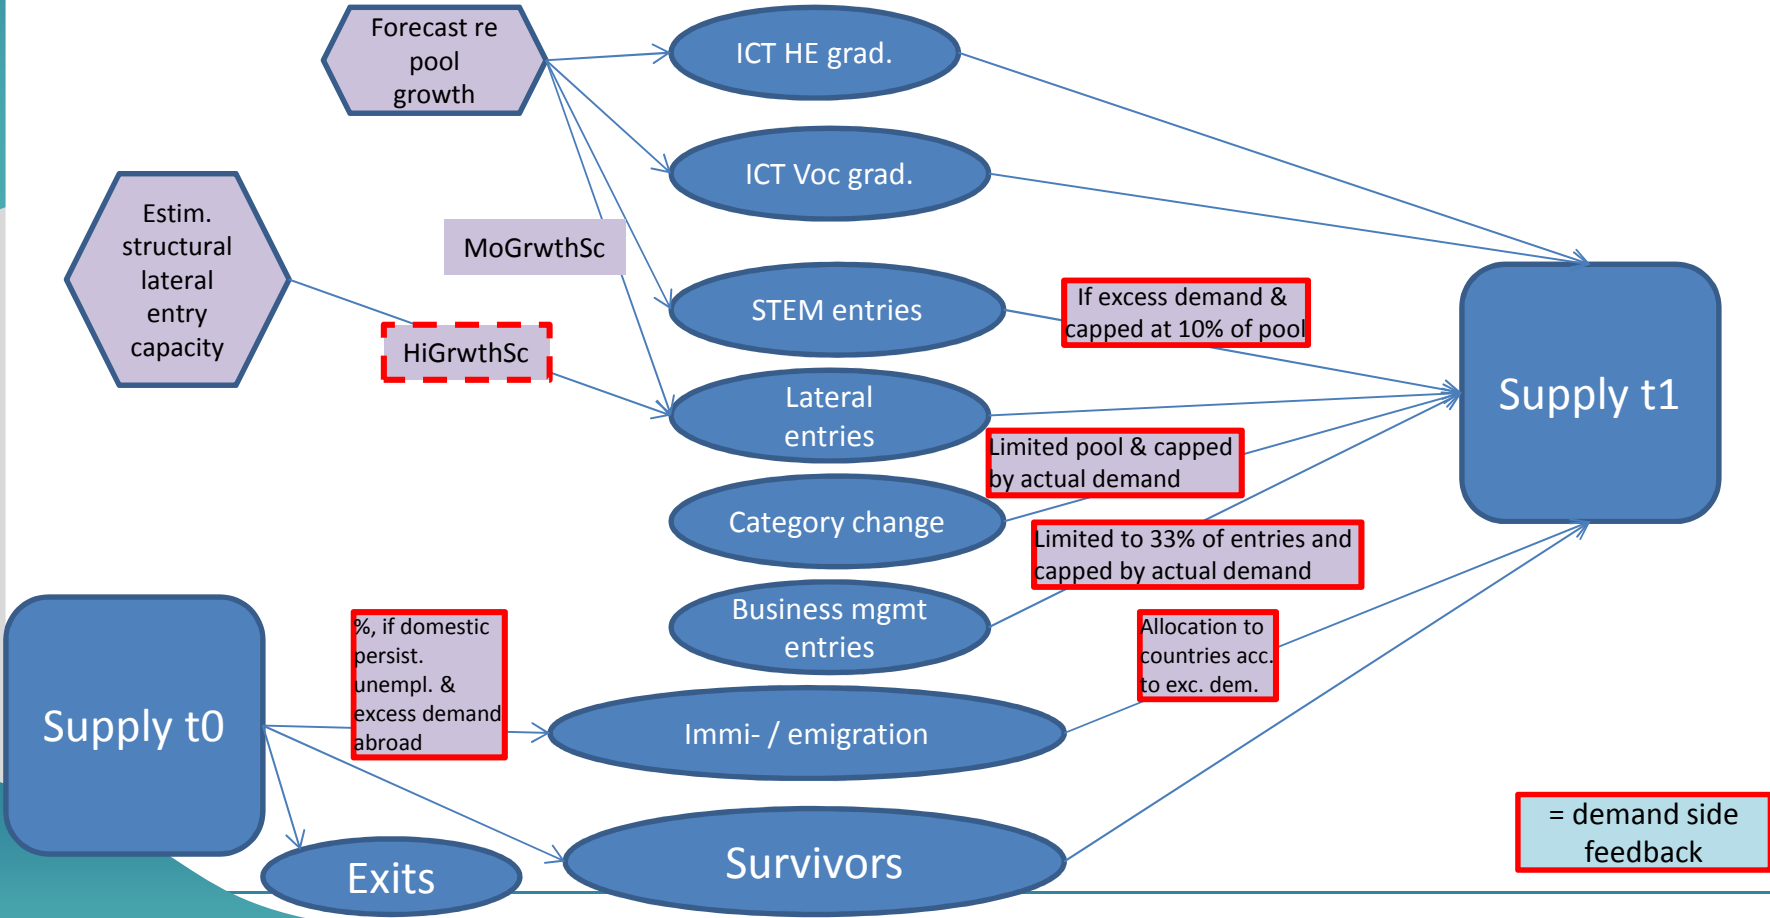 Forecast re
pool
growth
ICT HE grad.
ICT Voc grad.
Estim.
structural
lateral
entry
capacity
MoGrwthSc
HiGrwthSc
STEM entries
If excess demand &
capped at 10% of pool
Supply t1
Lateral
entries
Limited pool & capped
by actual demand
Category change
Limited to 33% of entries and
capped by actual demand
Business mgmt
entries
Supply t0
%, if domestic
persist.
unempl. &
excess demand
abroad
Immi- / emigration
Allocation to
countries acc.
to exc. dem.
Exits
Survivors
= demand side
feedback